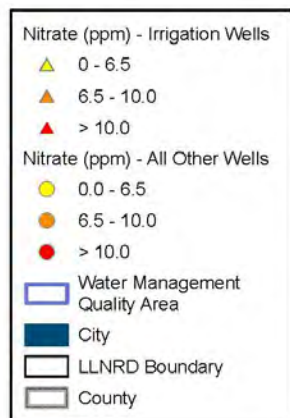 Nitrate (ppm) - Irrigation Wells
0 - 6.5
6.5 - 10.0
> 10.0
Nitrate (ppm) - All Other Wells
0.0 - 6.5
6.5 - 10.0
> 10.0
Water Management
Quality Area
City
LLNRD Boundary
County